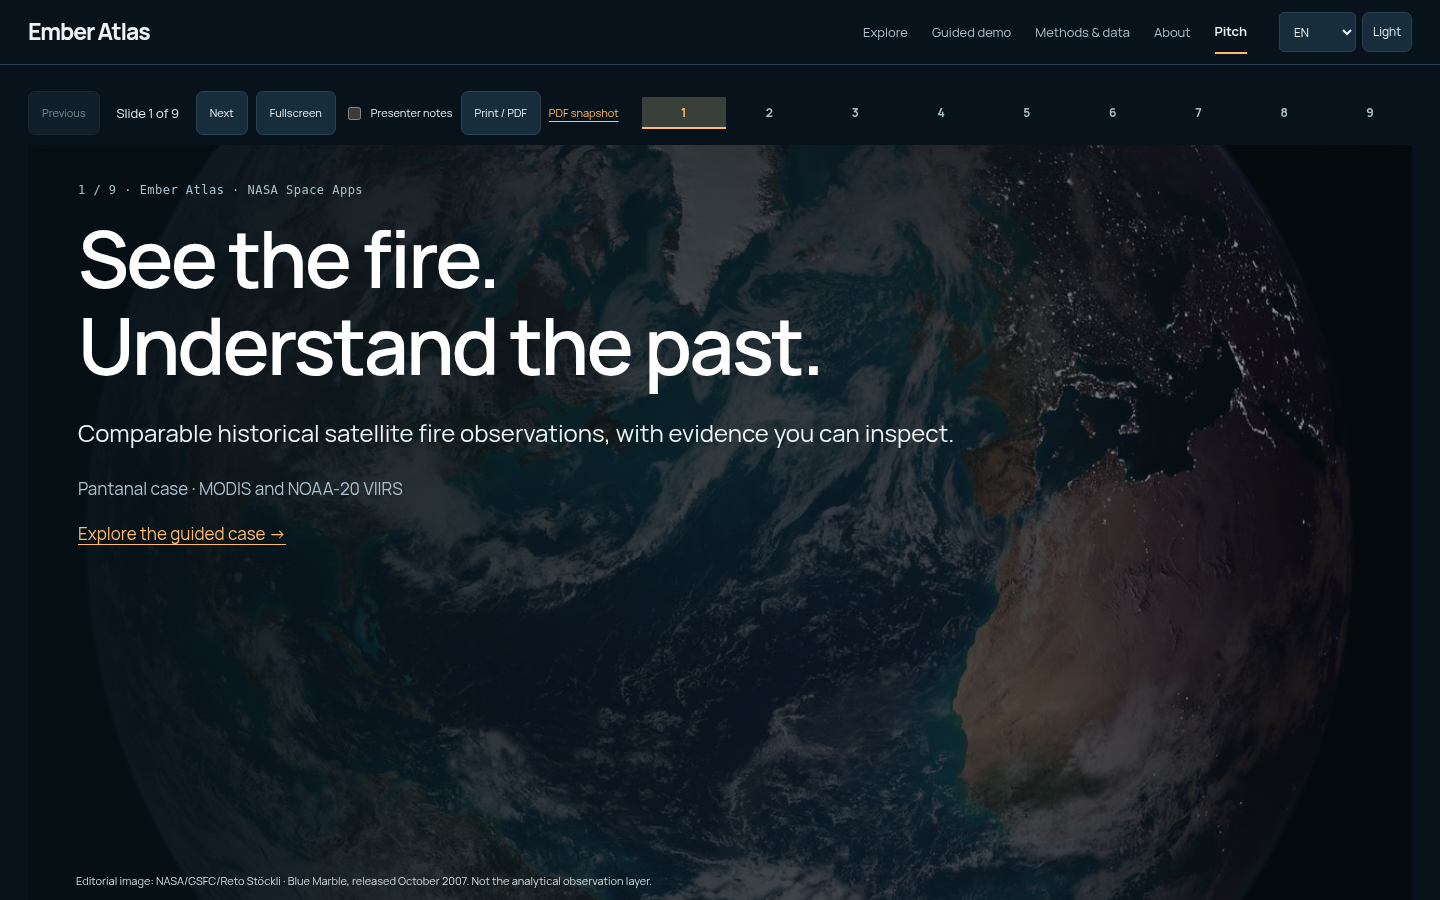 Ember Atlas
Explore
Guided demo
Methods & data
About
Pitch
EN
Light
Previous
Slide 1 of 9
Next
Fullscreen
Presenter notes
Print / PDF
PDF snapshot
1
2
3
4
5
6
7
8
9
1 / 9 · Ember Atlas · NASA Space Apps
See the fire.
Understand the past.
Comparable historical satellite fire observations, with evidence you can inspect.
Pantanal case · MODIS and NOAA-20 VIIRS
Explore the guided case →
Editorial image: NASA/GSFC/Reto Stöckli · Blue Marble, released October 2007. Not the analytical observation layer.